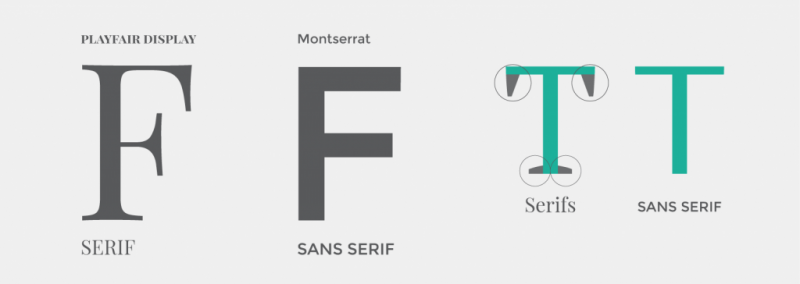 PLAYFAIR DISPLAY
F
SERIF
Montserrat
F
SANS SERIF
T
Serifs
T
SANS SERIF